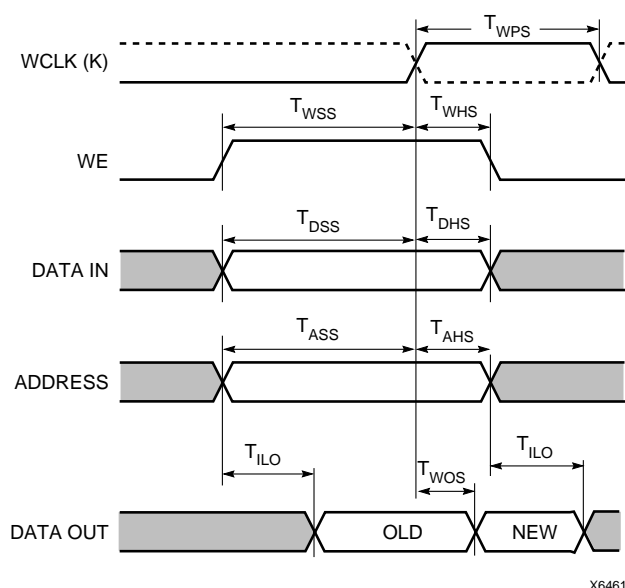 T_WPS
WCLK (K)
T_WSS T_WHS
WE
T_DSS T_DHS
DATA IN
T_ASS T_AHS
ADDRESS
T_ILO T_WOS T_ILO
DATA OUT OLD NEW
X6461